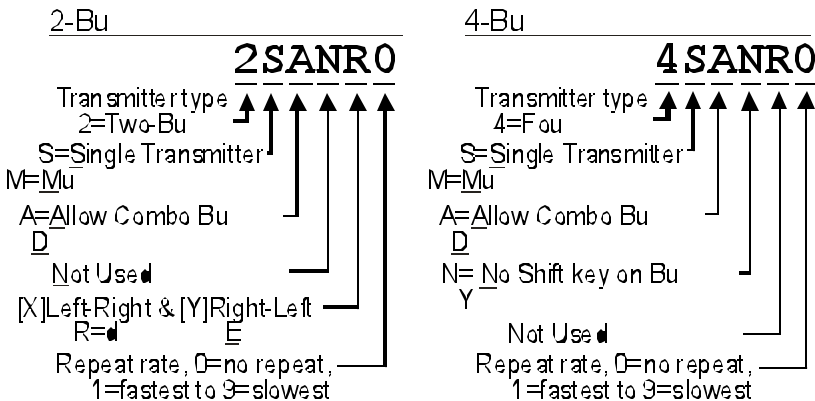 2-Bu
2SANR0
Transmitter type
2=Two-Bu
S=Single Transmitter
M=Mu
A=Allow Combo Bu
D
Not Used
[X]Left-Right & [Y]Right-Left
R=d E
Repeat rate, 0=no repeat,
1=fastest to 9=slowest
4-Bu
4SANR0
Transmitter type
4=Fou
S=Single Transmitter
M=Mu
A=Allow Combo Bu
D
N= No Shift key on Bu
Y
Not Used
Repeat rate, 0=no repeat,
1=fastest to 9=slowest